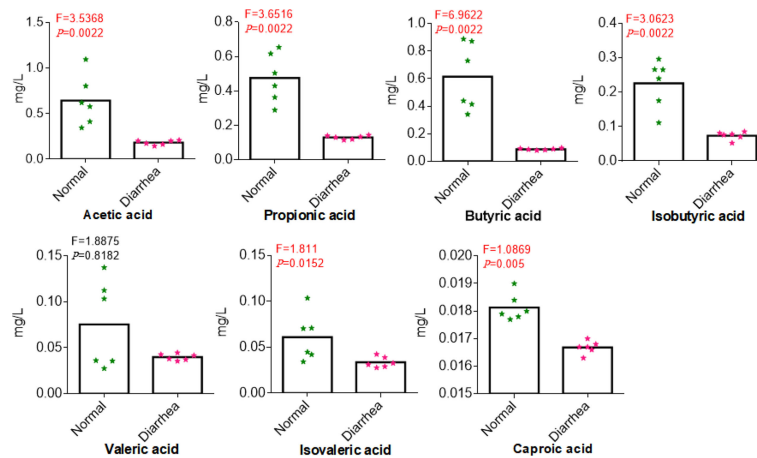 F=3.5368
P=0.0022
mg/L
1.5
1.0
0.5
0.0
Normal
Diarrhea
Acetic acid
F=3.6516
P=0.0022
mg/L
0.8
0.6
0.4
0.2
0.0
Normal
Diarrhea
Propionic acid
F=6.9622
P=0.0022
mg/L
1.0
0.8
0.6
0.4
0.2
0.0
Normal
Diarrhea
Butyric acid
F=3.0623
P=0.0022
mg/L
0.4
0.3
0.2
0.1
0.0
Normal
Diarrhea
Isobutyric acid
F=1.8875
P=0.8182
mg/L
0.15
0.10
0.05
0.00
Normal
Diarrhea
Valeric acid
F=1.811
P=0.0152
mg/L
0.15
0.10
0.05
0.00
Normal
Diarrhea
Isovaleric acid
F=1.0869
P=0.005
mg/L
0.020
0.019
0.018
0.017
0.016
0.015
Normal
Diarrhea
Caproic acid